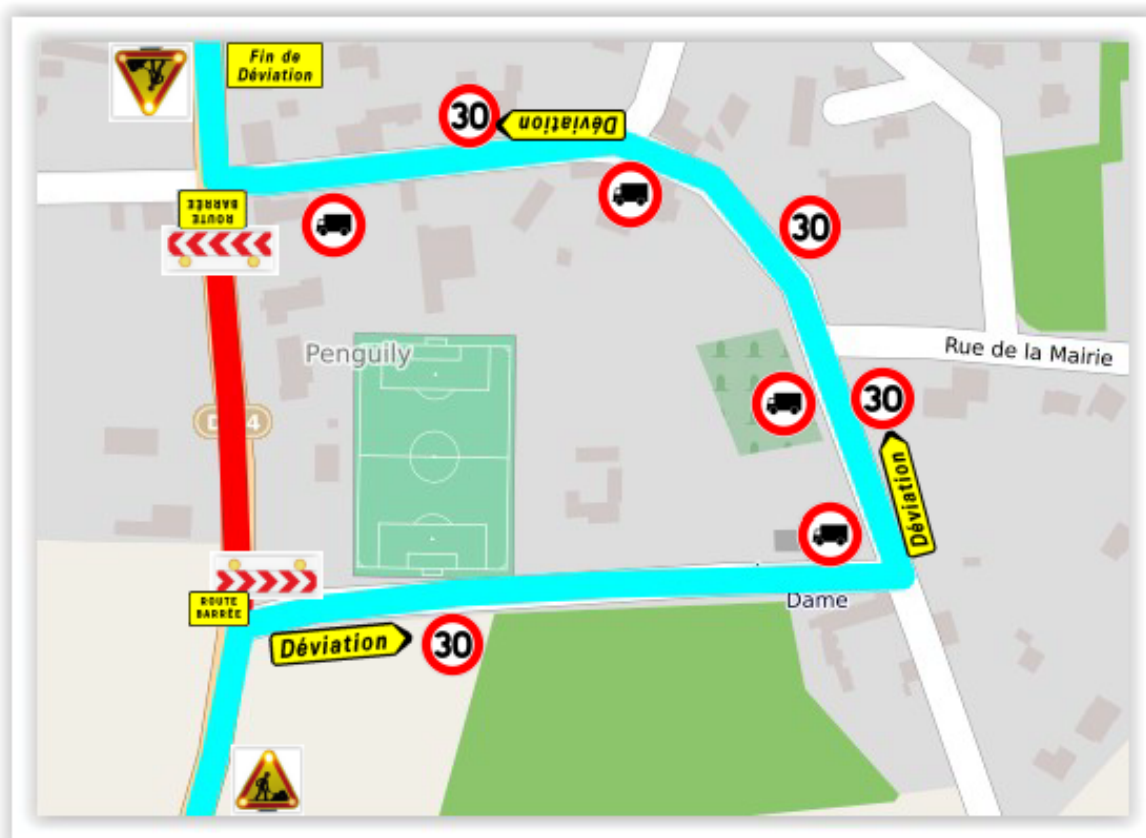 Fin de
Déviation
30
Déviation
ROUTE
BARRÉE
30
Penguily
Rue de la Mairie
30
Déviation
ROUTE
BARRÉE
Dame
Déviation
30